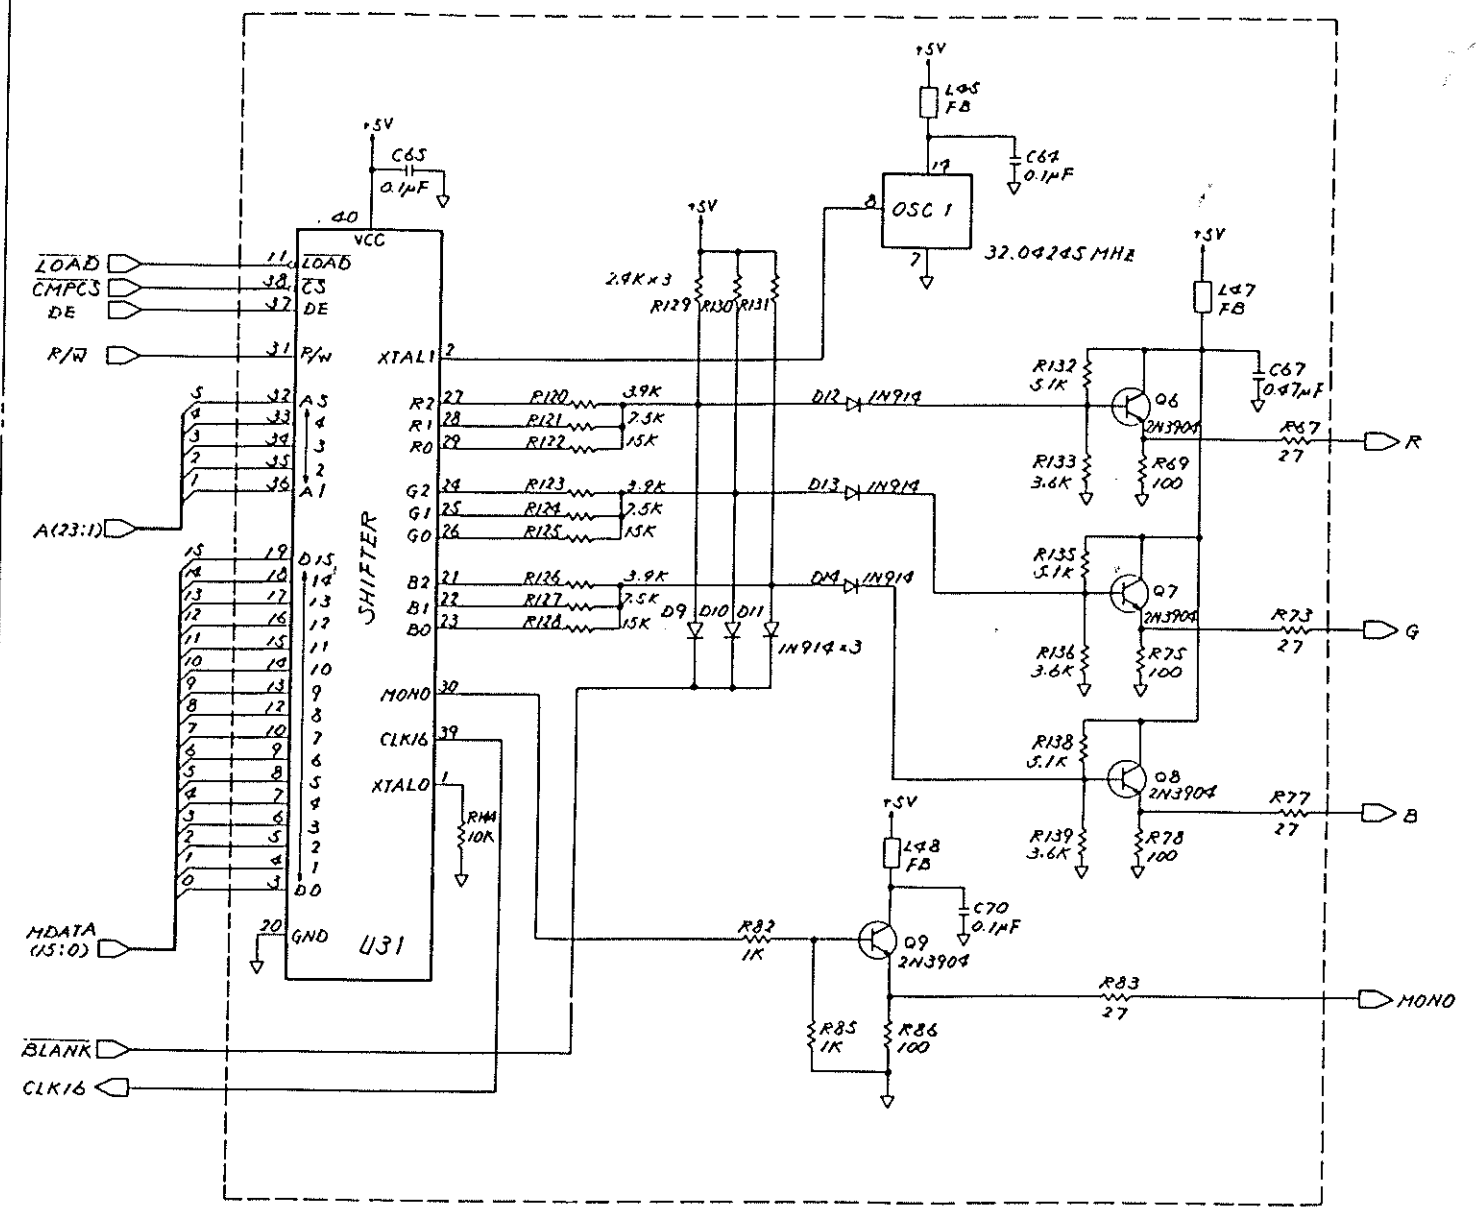 +5V
L45
FB
+5V
C65
0.1µF
14
C64
0.1µF
40
VCC
+5V
8
OSC 1
7
32.04245 MHZ
+5V
L47
FB
LOAD
11
LOAD
CMPCS
38
CS
DE
37
DE
R/W
31
R/W
2.4K×3
R129
R130
R131
XTAL1
2
R132
5.1K
Q6
2N3904
C67
0.47µF
5
32
A5
4
33
4
3
34
3
2
35
2
1
36
A1
A(23:1)
R2
27
R120
3.9K
R1
28
R121
7.5K
R0
29
R122
15K
D12
1N914
R133
3.6K
R69
100
R67
27
R
G2
24
R123
3.9K
G1
25
R124
7.5K
G0
26
R125
15K
D13
1N914
SHIFTER
15
19
D15
14
18
14
13
17
13
12
16
12
11
15
11
10
14
10
9
13
9
8
12
8
7
10
7
6
9
6
5
8
5
4
7
4
3
6
3
2
5
2
1
4
1
0
3
D0
B2
21
R126
3.9K
B1
22
R127
7.5K
B0
23
R128
15K
D14
1N914
D9
D10
D11
1N914×3
R135
5.1K
Q7
2N3904
R136
3.6K
R75
100
R73
27
G
MONO
30
CLK16
39
XTAL0
1
R144
10K
R138
5.1K
Q8
2N3904
R139
3.6K
R78
100
R77
27
B
+5V
L48
FB
C70
0.1µF
MDATA
(15:0)
20
GND
U31
R82
1K
Q9
2N3904
R85
1K
R86
100
R83
27
MONO
BLANK
CLK16